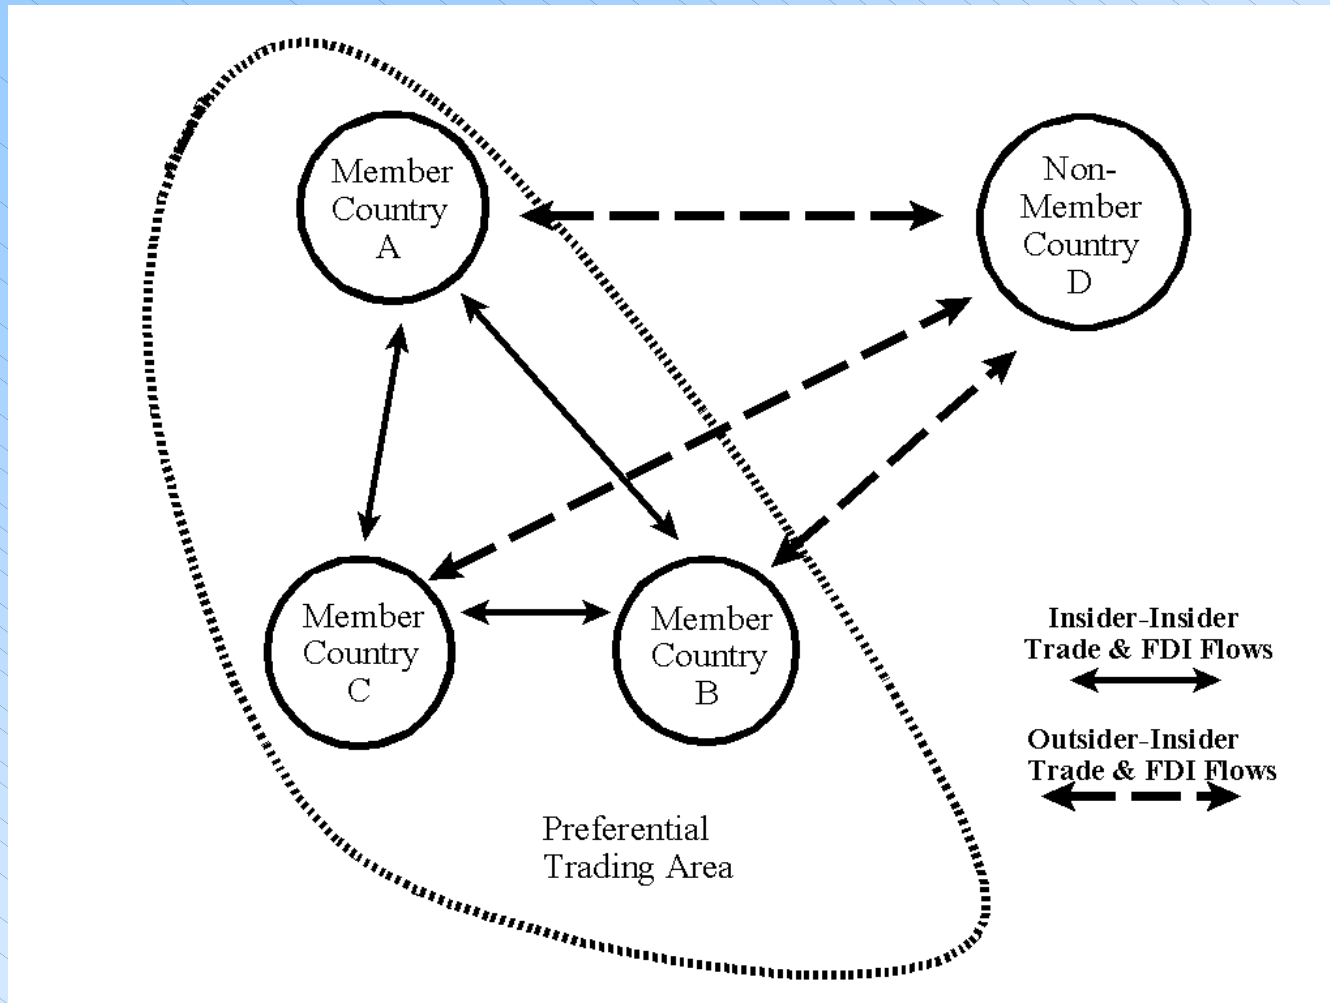 Member
Country
A
Non-
Member
Country
D
Member
Country
C
Member
Country
B
Insider-Insider
Trade & FDI Flows
Outsider-Insider
Trade & FDI Flows
Preferential
Trading Area